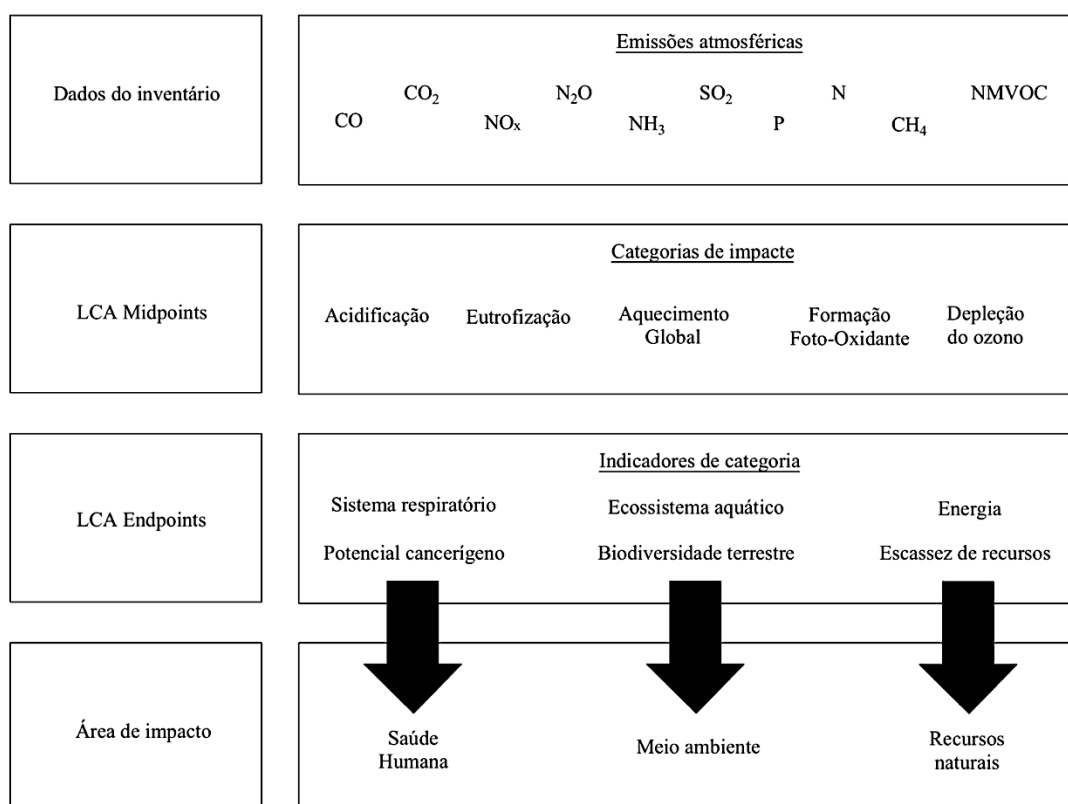 Dados do inventário
Emissões atmosféricas
CO₂ N₂O SO₂ N NMVOC
CO NOₓ NH₃ P CH₄
LCA Midpoints
Categorias de impacte
Acidificação Eutrofização Aquecimento Global Formação Foto-Oxidante Depleção do ozono
LCA Endpoints
Indicadores de categoria
Sistema respiratório Ecossistema aquático Energia
Potencial cancerígeno Biodiversidade terrestre Escassez de recursos
Área de impacto
Saúde Humana Meio ambiente Recursos naturais